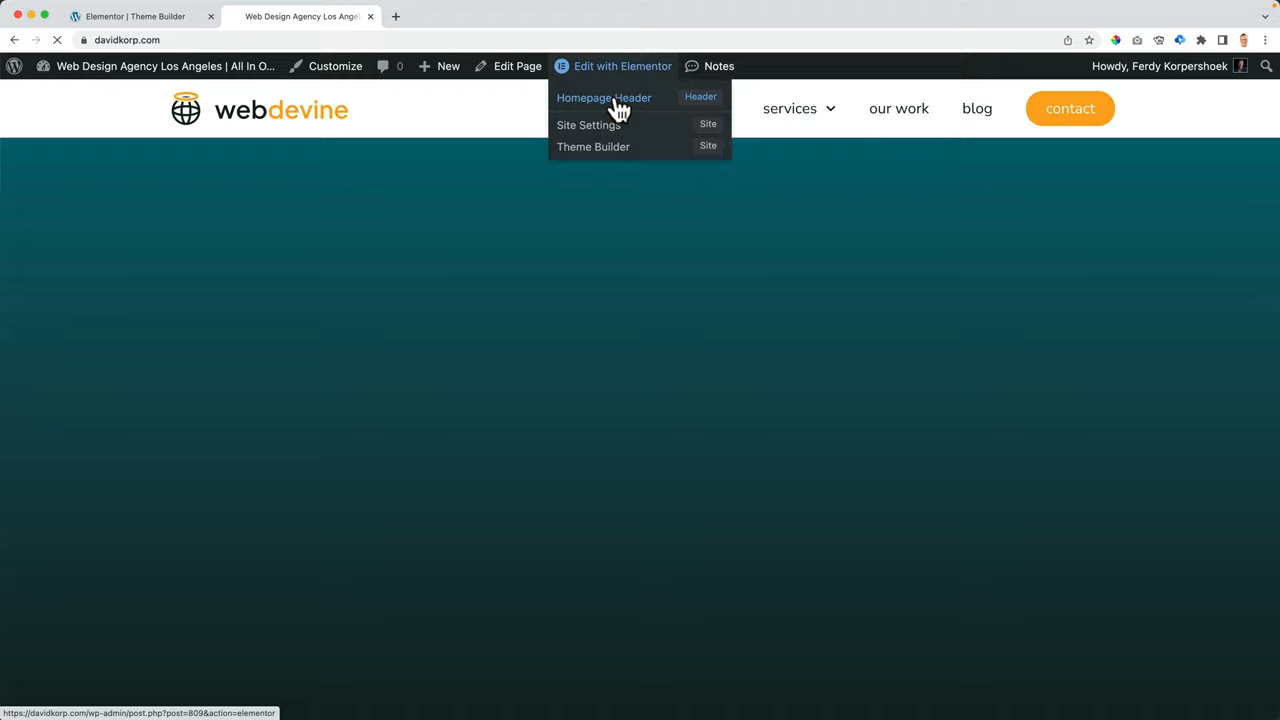 Elementor | Theme Builder
Web Design Agency Los Ange
davidkorp.com
Web Design Agency Los Angeles | All In O...
Customize
0
New
Edit Page
Edit with Elementor
Notes
Howdy, Ferdy Korpershoek
Homepage Header
Header
Site Settings
Site
Theme Builder
Site
webdevine
services
our work
blog
contact
https://davidkorp.com/wp-admin/post.php?post=809&action=elementor